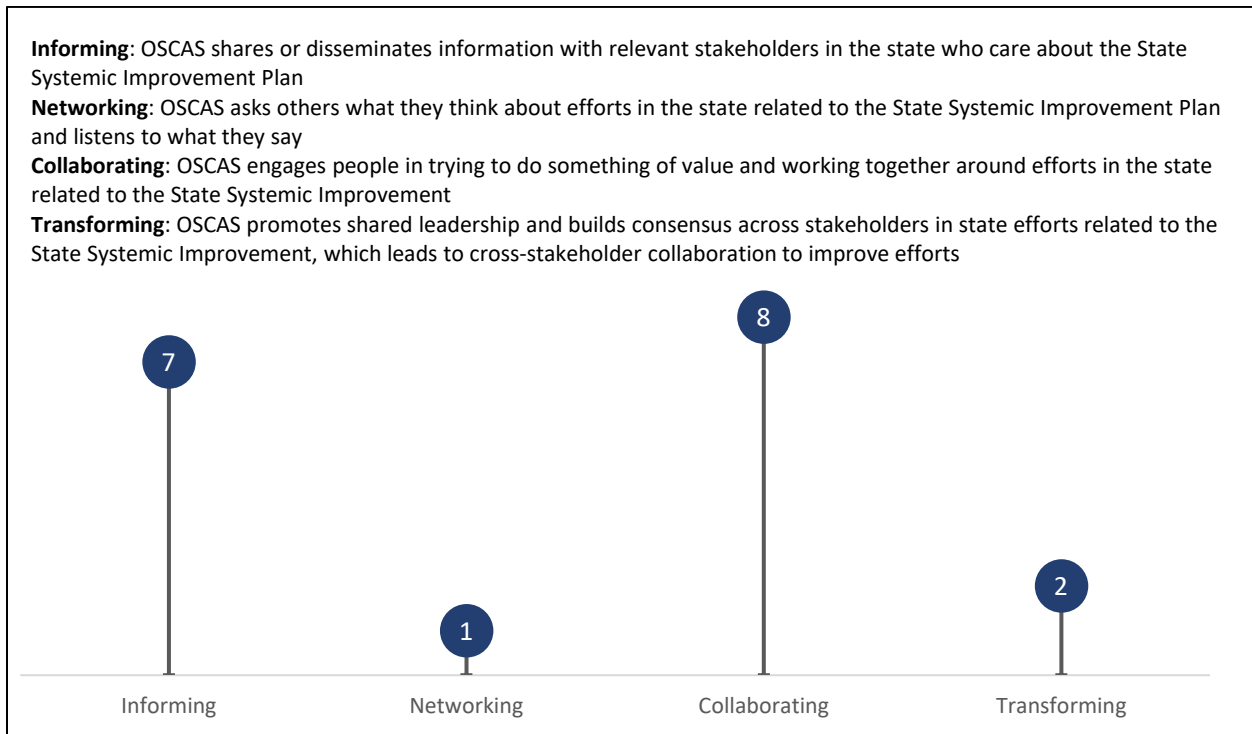 Informing: OSCAS shares or disseminates information with relevant stakeholders in the state who care about the State
Systemic Improvement Plan
Networking: OSCAS asks others what they think about efforts in the state related to the State Systemic Improvement Plan
and listens to what they say
Collaborating: OSCAS engages people in trying to do something of value and working together around efforts in the state
related to the State Systemic Improvement
Transforming: OSCAS promotes shared leadership and builds consensus across stakeholders in state efforts related to the
State Systemic Improvement, which leads to cross-stakeholder collaboration to improve efforts
7
1
8
2
Informing
Networking
Collaborating
Transforming